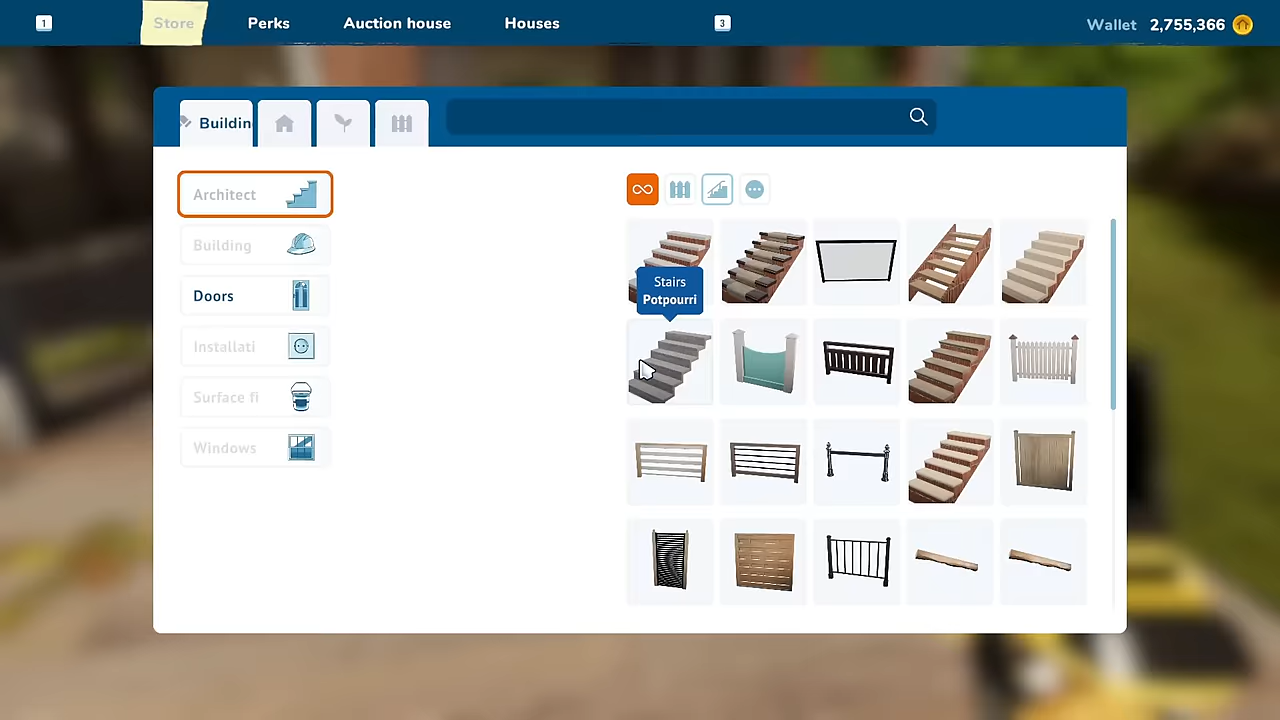 1
Store
Perks
Auction house
Houses
3
Wallet 2,755,366
Buildin
Architect
Building
Doors
Installati
Surface fi
Windows
Stairs
Potpourri